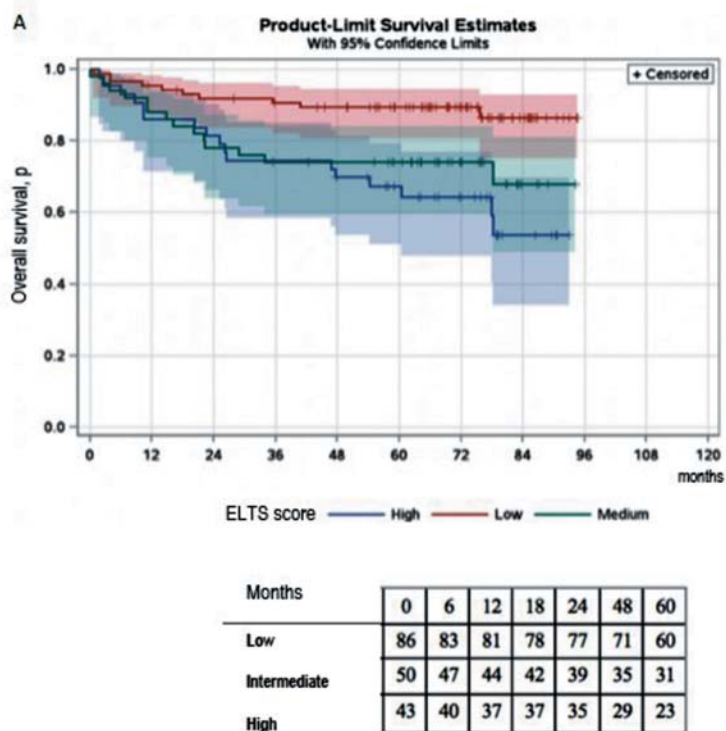 A
Product-Limit Survival Estimates
With 95% Confidence Limits
+ Censored
Overall survival, p
1.0
0.8
0.6
0.4
0.2
0.0
0 12 24 36 48 60 72 84 96 108 120
months
ELTS score High Low Medium
Months 0 6 12 18 24 48 60
Low 86 83 81 78 77 71 60
Intermediate 50 47 44 42 39 35 31
High 43 40 37 37 35 29 23